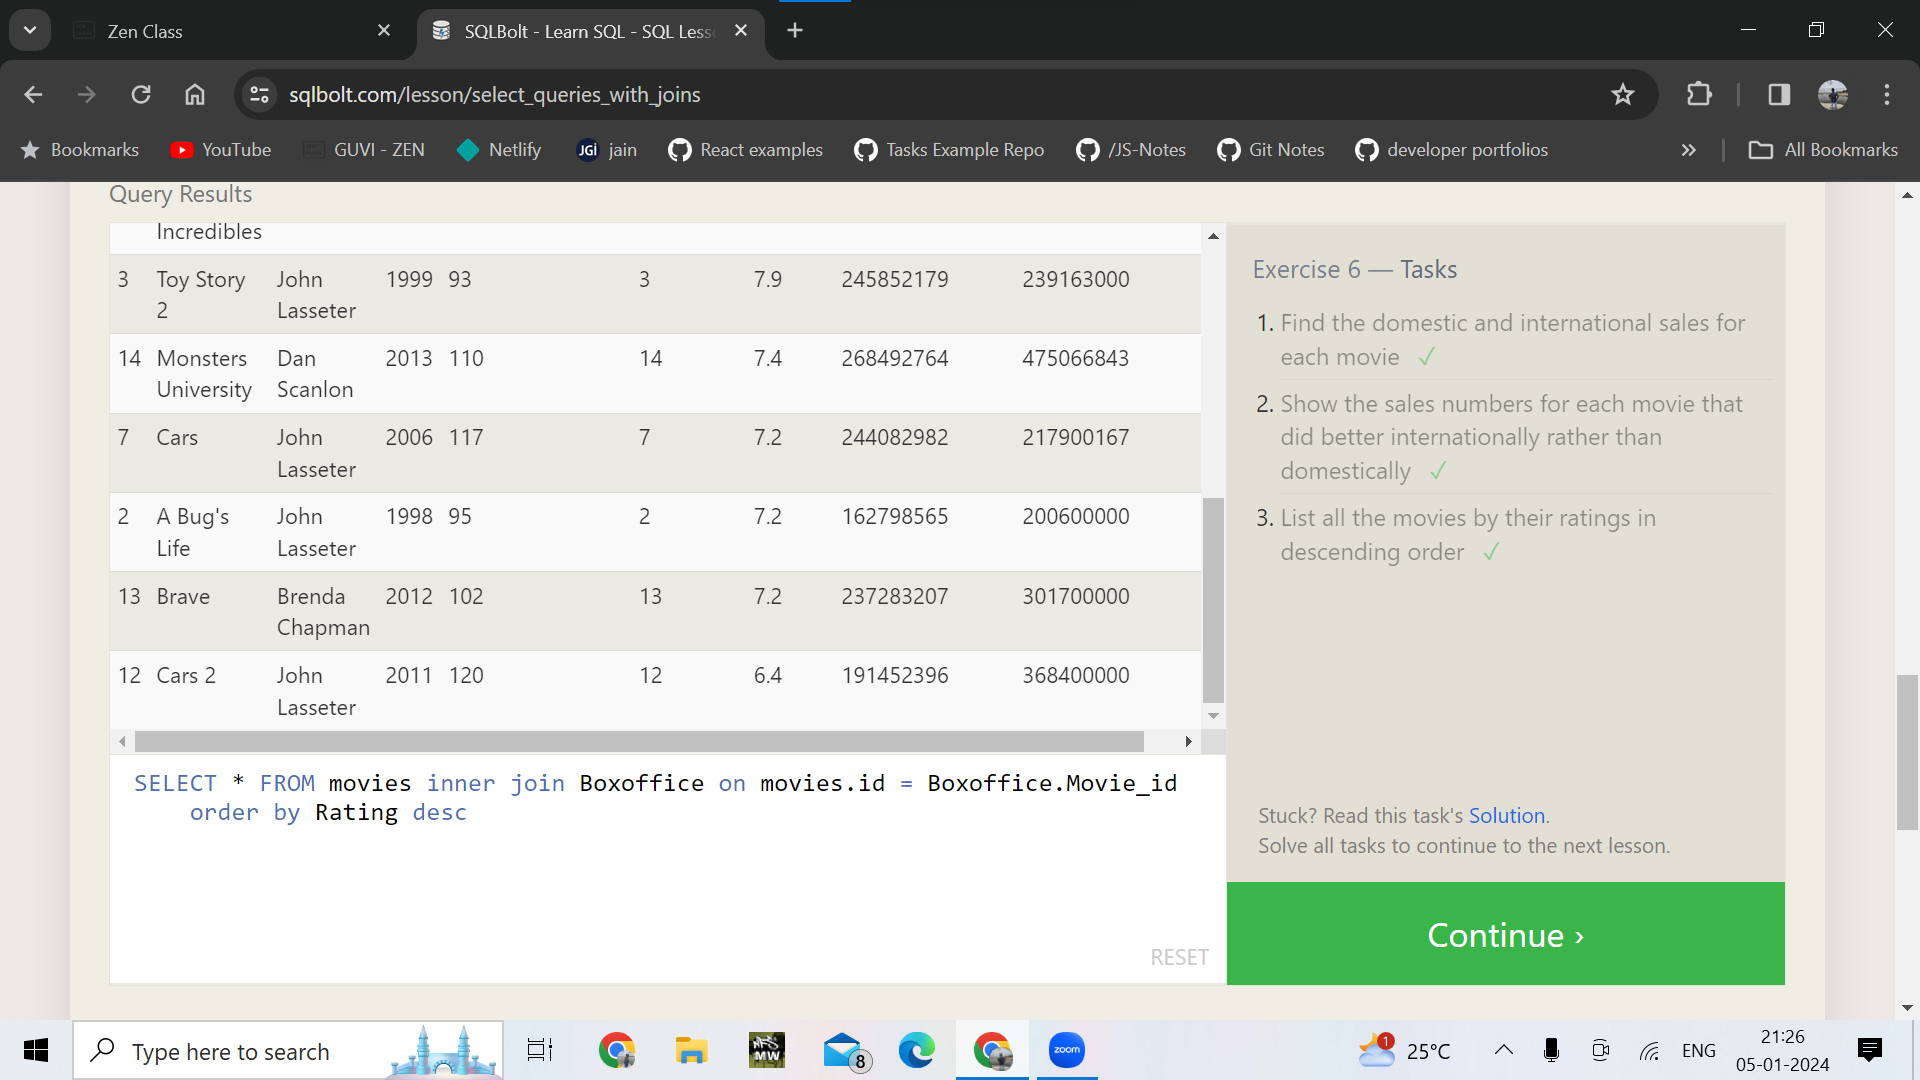 Zen Class
SQLBolt - Learn SQL - SQL Less
sqlbolt.com/lesson/select_queries_with_joins
Bookmarks
YouTube
GUVI - ZEN
Netlify
JGi jain
React examples
Tasks Example Repo
/JS-Notes
Git Notes
developer portfolios
All Bookmarks
Query Results
Incredibles
3 Toy Story 2 John Lasseter 1999 93 3 7.9 245852179 239163000
14 Monsters University Dan Scanlon 2013 110 14 7.4 268492764 475066843
7 Cars John Lasseter 2006 117 7 7.2 244082982 217900167
2 A Bug's Life John Lasseter 1998 95 2 7.2 162798565 200600000
13 Brave Brenda Chapman 2012 102 13 7.2 237283207 301700000
12 Cars 2 John Lasseter 2011 120 12 6.4 191452396 368400000
SELECT * FROM movies inner join Boxoffice on movies.id = Boxoffice.Movie_id
order by Rating desc
RESET
Exercise 6 — Tasks
1. Find the domestic and international sales for
each movie ✓
2. Show the sales numbers for each movie that
did better internationally rather than
domestically ✓
3. List all the movies by their ratings in
descending order ✓
Stuck? Read this task's Solution.
Solve all tasks to continue to the next lesson.
Continue ›
Type here to search
NFS MW
8
zoom
1
25°C
ENG
21:26
05-01-2024